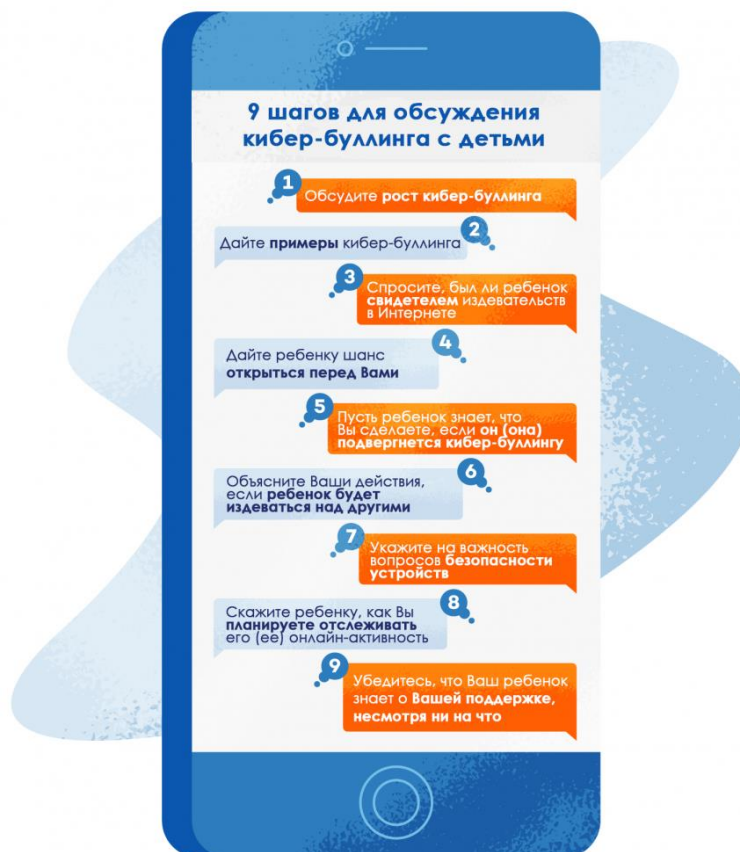 9 шагов для обсуждения
кибер-буллинга с детьми
1
Обсудите рост кибер-буллинга
2
Дайте примеры кибер-буллинга
3
Спросите, был ли ребенок
свидетелем издевательств
в Интернете
4
Дайте ребенку шанс
открыться перед Вами
5
Пусть ребенок знает, что
Вы сделаете, если он (она)
подвергнется кибер-буллингу
6
Объясните Ваши действия,
если ребенок будет
издеваться над другими
7
Укажите на важность
вопросов безопасности
устройств
8
Скажите ребенку, как Вы
планируете отслеживать
его (ее) онлайн-активность
9
Убедитесь, что Ваш ребенок
знает о Вашей поддержке,
несмотря ни на что